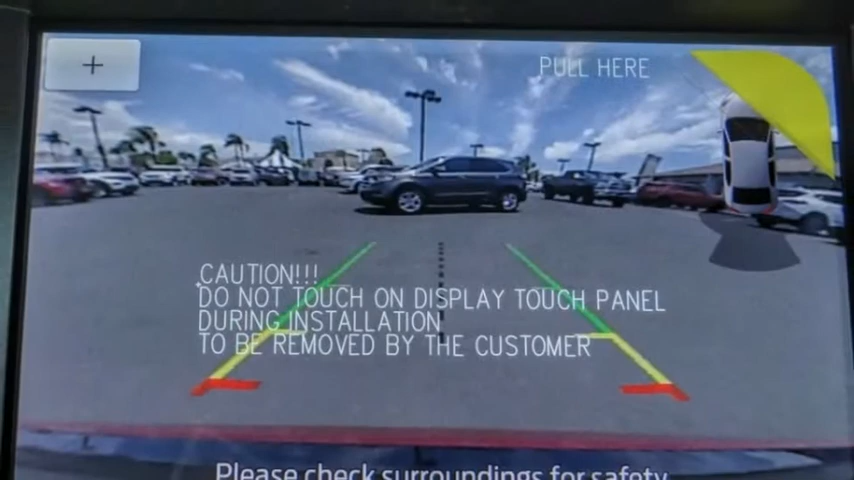 +
PULL HERE
CAUTION!!!
DO NOT TOUCH ON DISPLAY TOUCH PANEL
DURING INSTALLATION
TO BE REMOVED BY THE CUSTOMER
Please check surroundings for safety